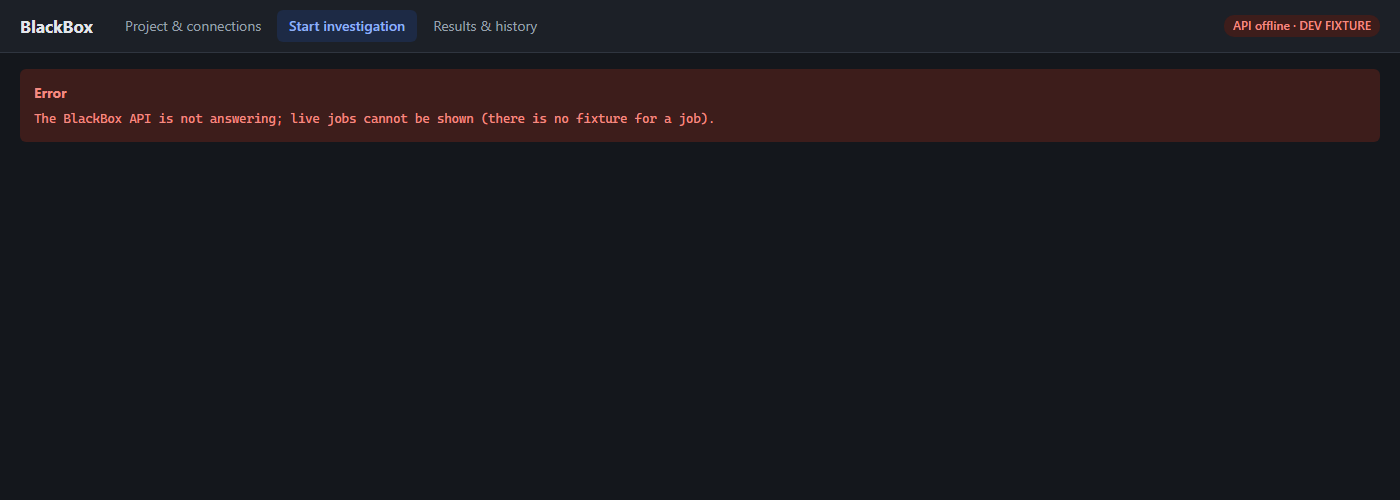 BlackBox
Project & connections
Start investigation
Results & history
API offline · DEV FIXTURE
Error
The BlackBox API is not answering; live jobs cannot be shown (there is no fixture for a job).